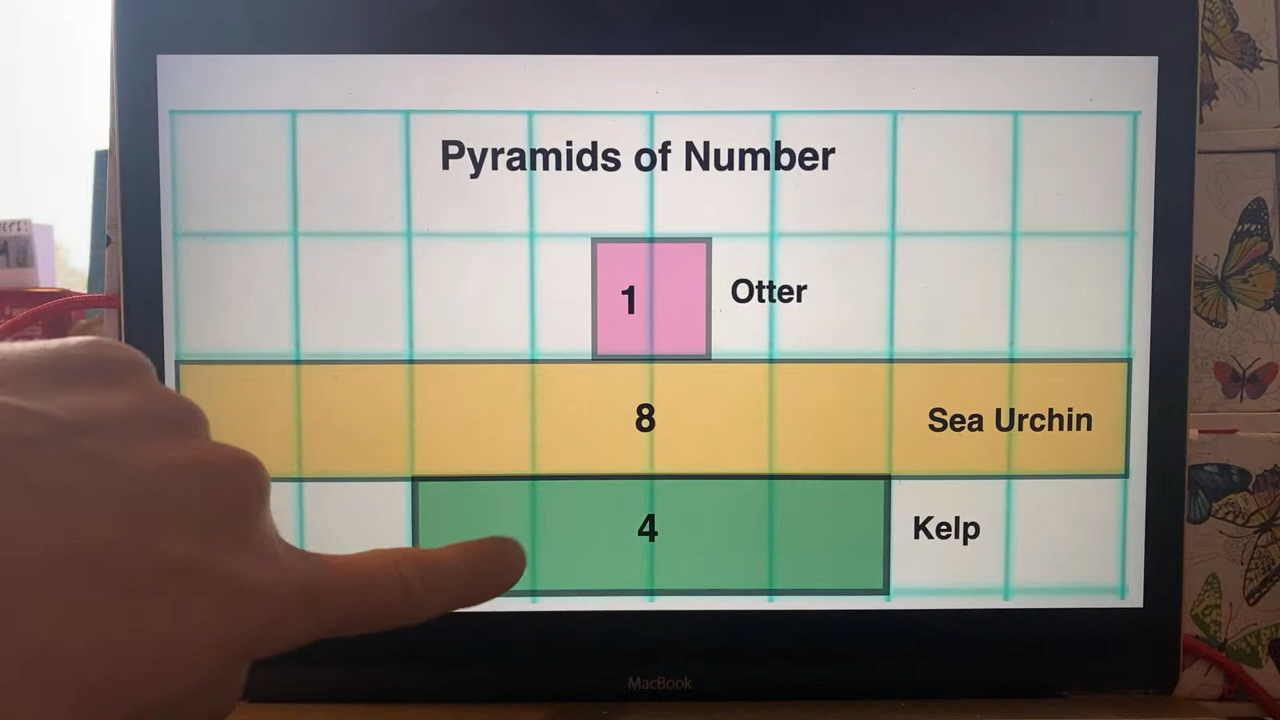 Pyramids of Number
1
Otter
8
Sea Urchin
4
Kelp
MacBook